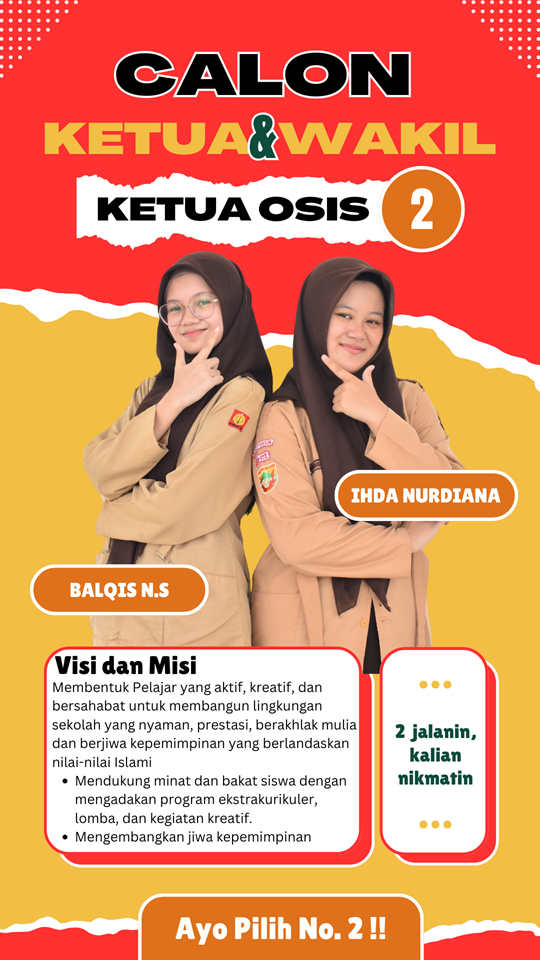 CALON
KETUA&WAKIL
KETUA OSIS 2
IHDA NURDIANA
BALQIS N.S
Visi dan Misi
Membentuk Pelajar yang aktif, kreatif, dan
bersahabat untuk membangun lingkungan
sekolah yang nyaman, prestasi, berakhlak mulia
dan berjiwa kepemimpinan yang berlandaskan
nilai-nilai Islami
• Mendukung minat dan bakat siswa dengan
mengadakan program ekstrakurikuler,
lomba, dan kegiatan kreatif.
• Mengembangkan jiwa kepemimpinan
2 jalanin,
kalian
nikmatin
Ayo Pilih No. 2 !!